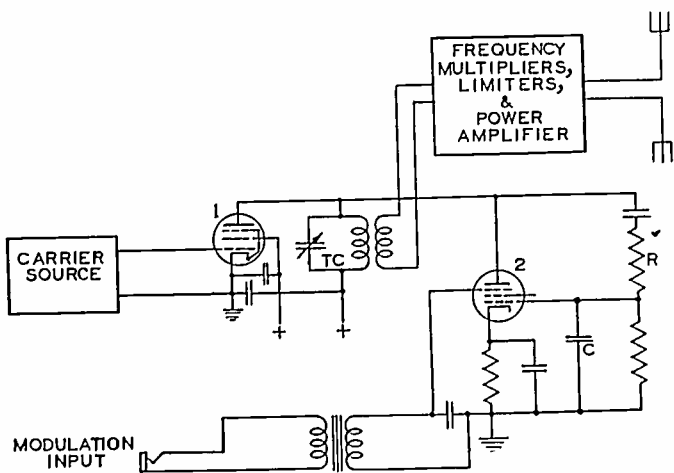 FREQUENCY
MULTIPLIERS,
LIMITERS,
&
POWER
AMPLIFIER
1
CARRIER
SOURCE
TC
2
R
C
+
+
MODULATION
INPUT